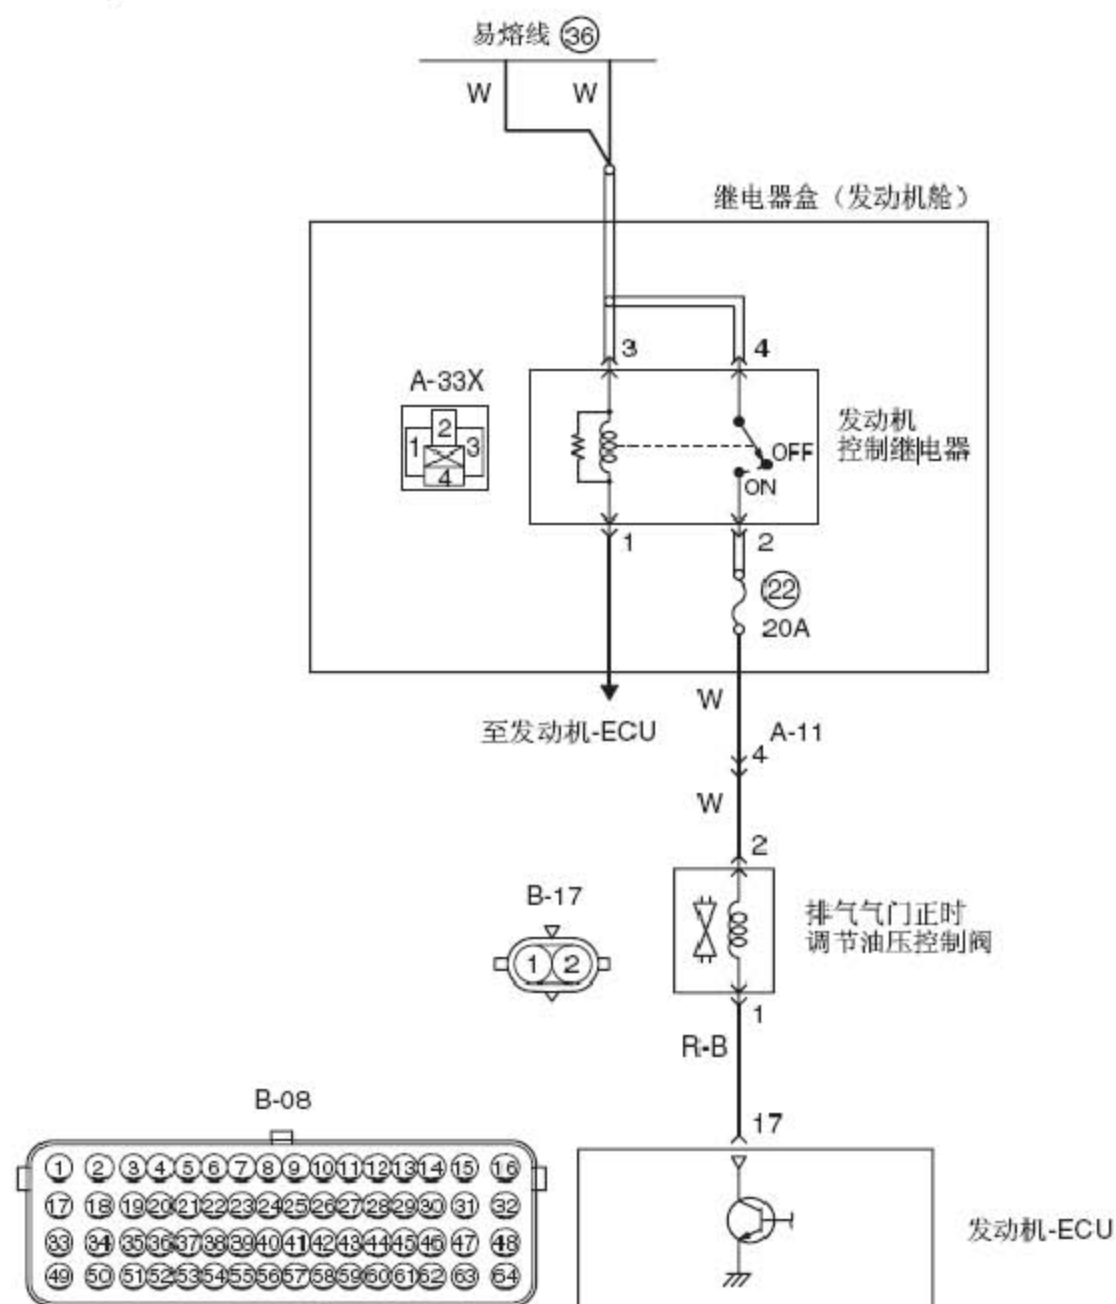 易熔线 36
W W
继电器盒（发动机舱）
3 4
A-33X
1 2 3 4
发动机
控制继电器
OFF
ON
1 2
22
20A
W
至发动机-ECU
A-11
4
W
2
B-17
1 2
排气气门正时
调节油压控制阀
1
R-B
B-08
17
1 2 3 4 5 6 7 8 9 10 11 12 13 14 15 16
17 18 19 20 21 22 23 24 25 26 27 28 29 30 31 32
33 34 35 36 37 38 39 40 41 42 43 44 45 46 47 48
49 50 51 52 53 54 55 56 57 58 59 60 61 62 63 64
发动机-ECU